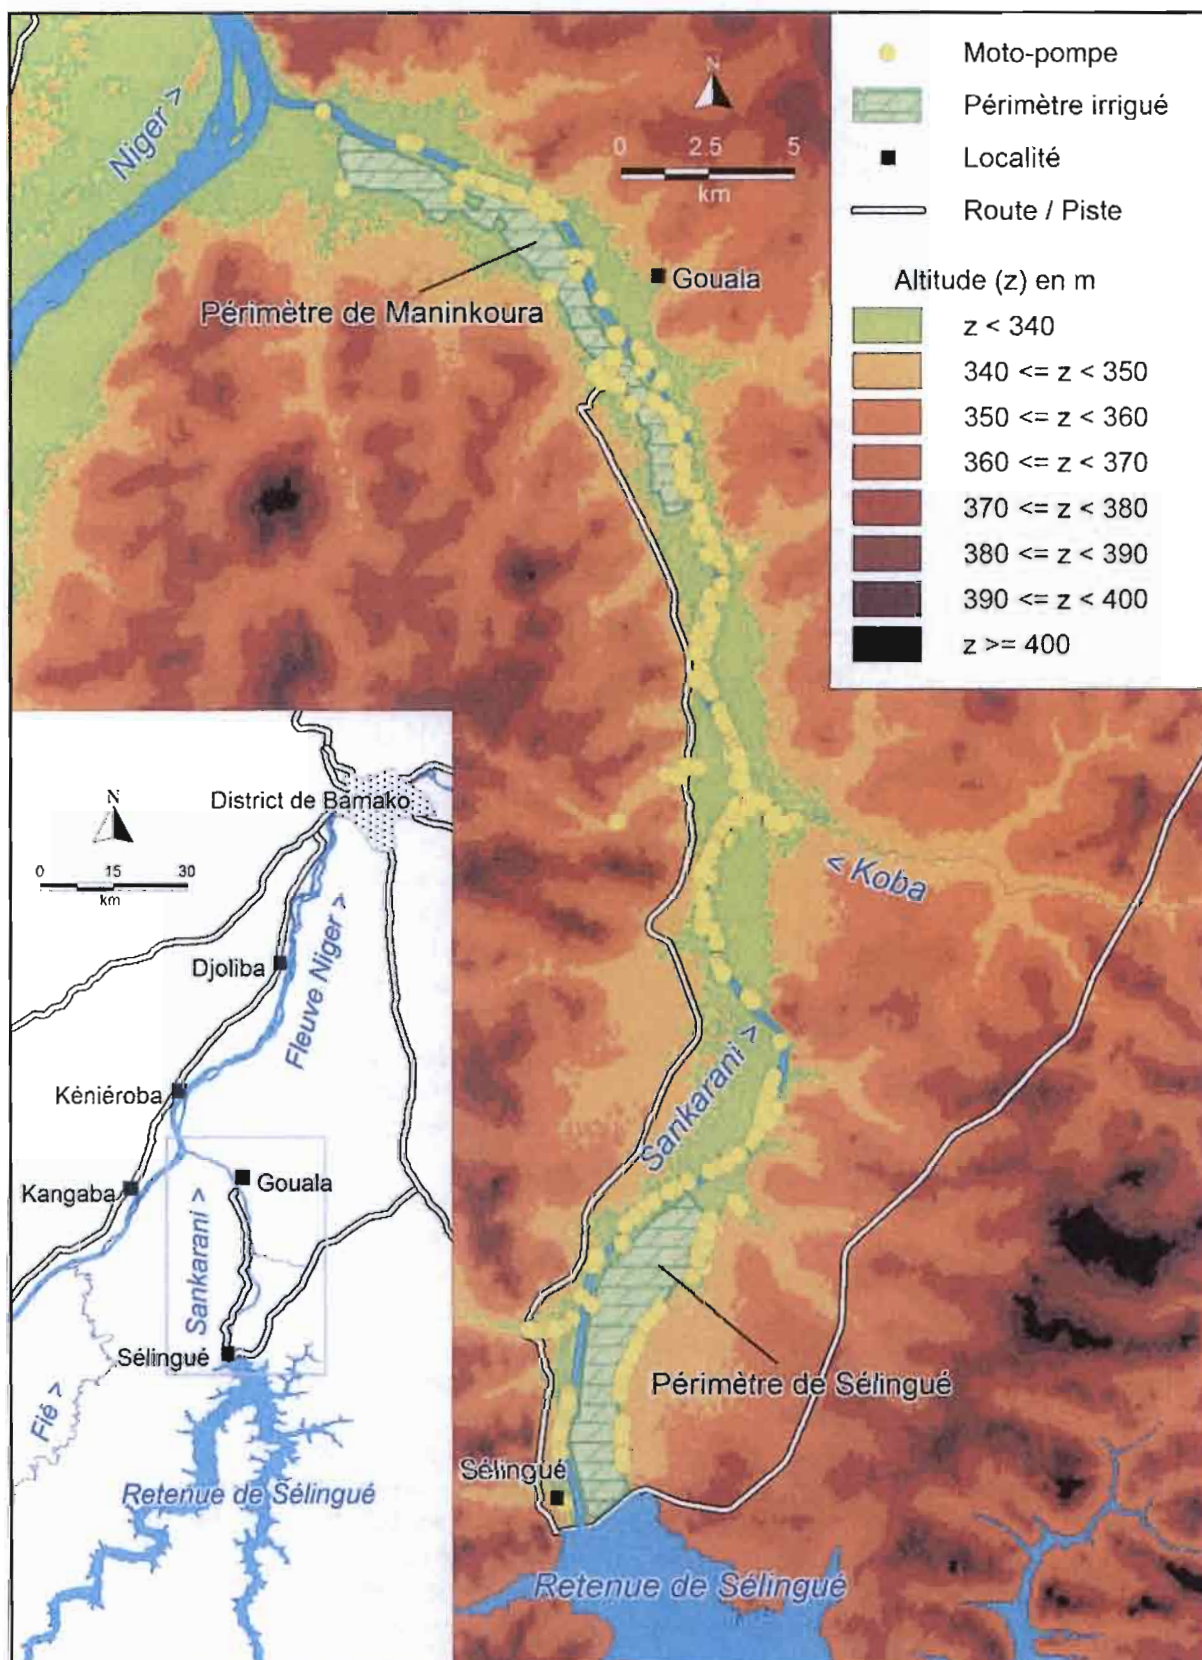 Moto-pompe
Périmètre irrigué
Localité
Route / Piste
Altitude (z) en m
z < 340
340 <= z < 350
350 <= z < 360
360 <= z < 370
370 <= z < 380
380 <= z < 390
390 <= z < 400
z >= 400
N
0 2.5 5
km
Niger >
Gouala
Périmètre de Maninkoura
< Koba
Sankarani >
Périmètre de Sélingué
Sélingué
Retenue de Sélingué
District de Bamako
N
0 15 30
km
Djoliba
Fleuve Niger >
Kéniéroba
Kangaba
Gouala
Sankarani >
Sélingué
Fié >
Retenue de Sélingué